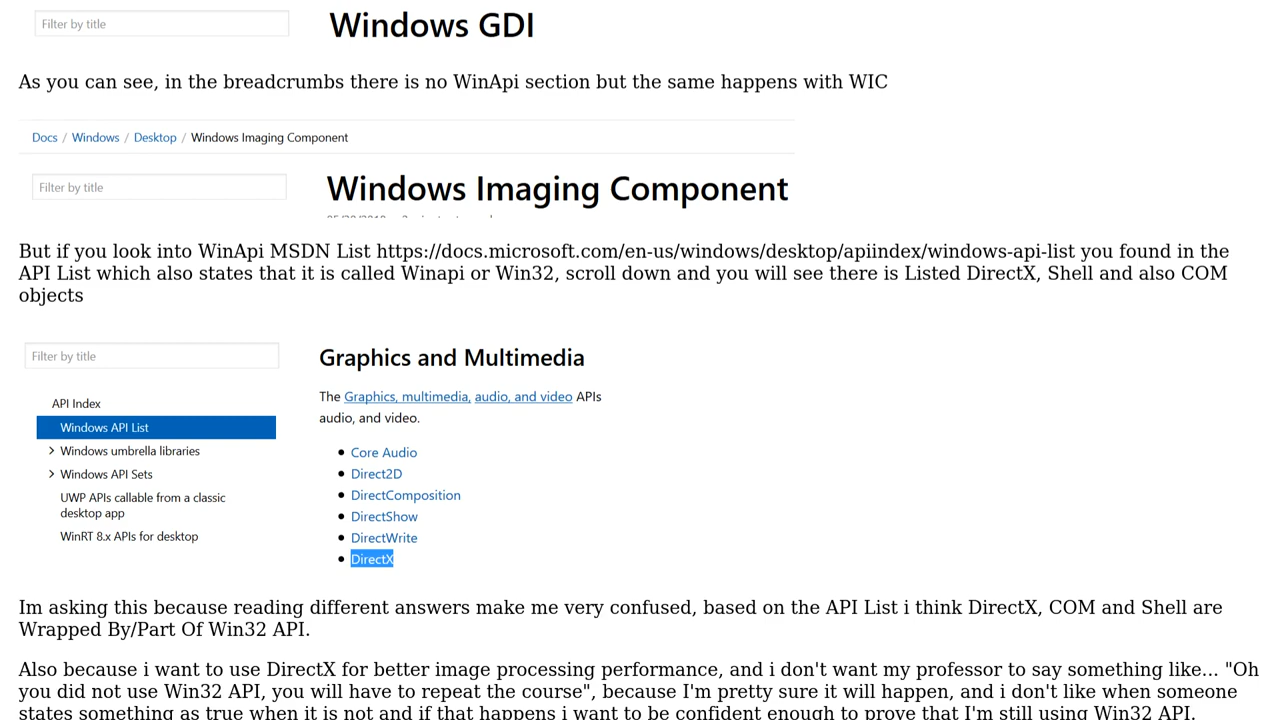 Filter by title
Windows GDI
As you can see, in the breadcrumbs there is no WinApi section but the same happens with WIC
Docs / Windows / Desktop / Windows Imaging Component
Filter by title
Windows Imaging Component
But if you look into WinApi MSDN List https://docs.microsoft.com/en-us/windows/desktop/apiindex/windows-api-list you found in the
API List which also states that it is called Winapi or Win32, scroll down and you will see there is Listed DirectX, Shell and also COM
objects
Filter by title
API Index
Windows API List
Windows umbrella libraries
Windows API Sets
UWP APIs callable from a classic
desktop app
WinRT 8.x APIs for desktop
Graphics and Multimedia
The Graphics, multimedia, audio, and video APIs
audio, and video.
• Core Audio
• Direct2D
• DirectComposition
• DirectShow
• DirectWrite
• DirectX
Im asking this because reading different answers make me very confused, based on the API List i think DirectX, COM and Shell are
Wrapped By/Part Of Win32 API.
Also because i want to use DirectX for better image processing performance, and i don't want my professor to say something like... "Oh
you did not use Win32 API, you will have to repeat the course", because I'm pretty sure it will happen, and i don't like when someone
states something as true when it is not and if that happens i want to be confident enough to prove that I'm still using Win32 API.